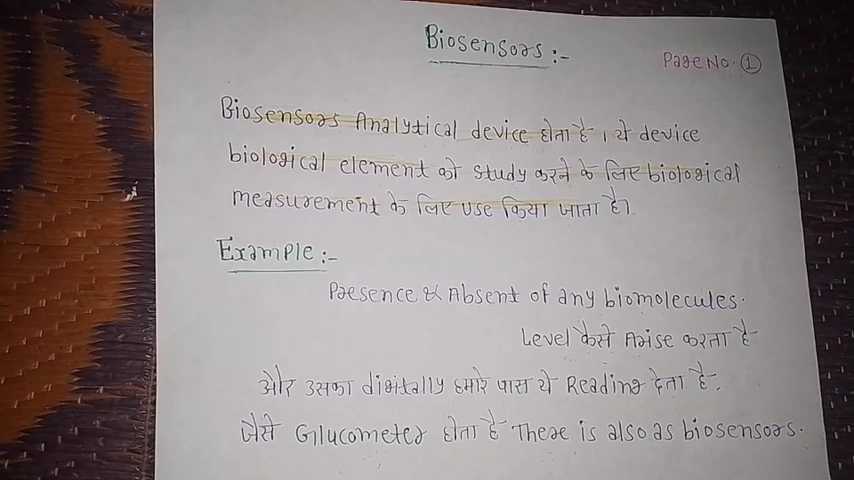 Biosensors:-
Page No. 1
Biosensors Analytical device होता है। ये device
biological element को study करने के लिए biological
measurement के लिए use किया जाता है।
Example:-
Presence & Absent of any biomolecules.
Level कैसे Arise करता है
और उसका digitally हमारे पास ये Reading देता है.
जैसे Glucometer होता है There is also as biosensors.